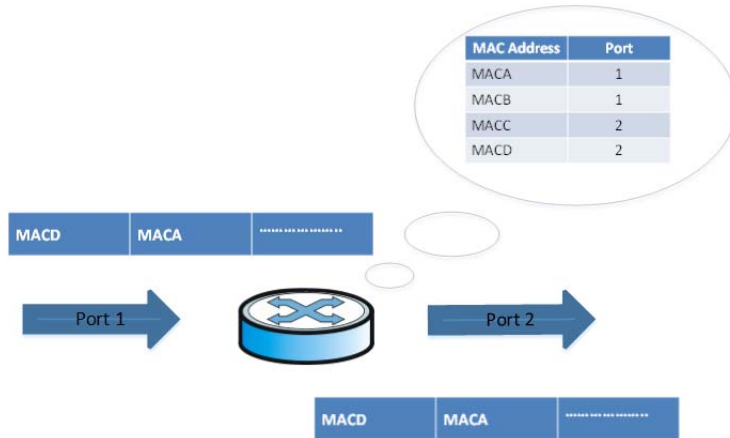 MAC Address Port
MACA 1
MACB 1
MACC 2
MACD 2
MACD MACA ....................
Port 1
Port 2
MACD MACA ....................